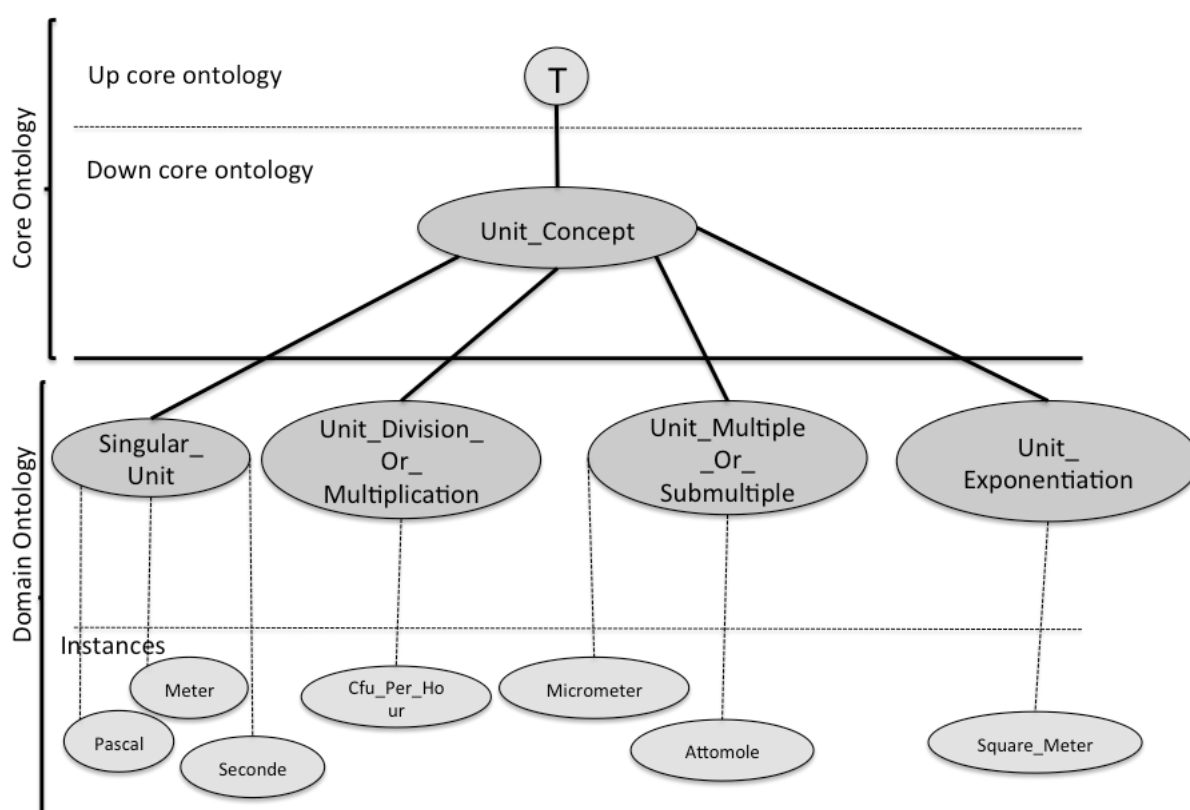 Core Ontology
Up core ontology
T
Down core ontology
Unit_Concept
Domain Ontology
Singular_
Unit
Unit_Division_
Or_
Multiplication
Unit_Multiple
_Or_
Submultiple
Unit_
Exponentiation
Instances
Meter
Pascal
Seconde
Cfu_Per_Ho
ur
Micrometer
Attomole
Square_Meter